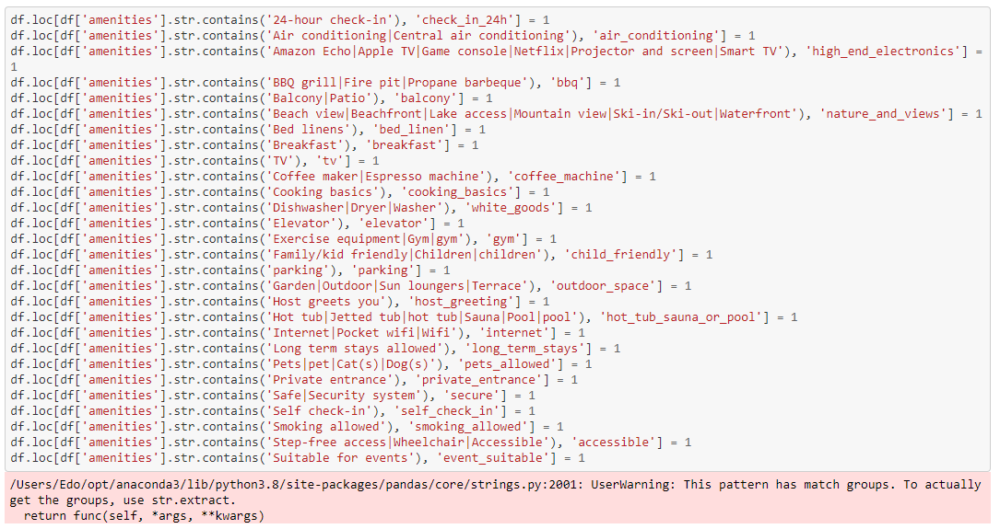 df.loc[df['amenities'].str.contains('24-hour check-in'), 'check_in_24h'] = 1
df.loc[df['amenities'].str.contains('Air conditioning|Central air conditioning'), 'air_conditioning'] = 1
df.loc[df['amenities'].str.contains('Amazon Echo|Apple TV|Game console|Netflix|Projector and screen|Smart TV'), 'high_end_electronics'] =
1
df.loc[df['amenities'].str.contains('BBQ grill|Fire pit|Propane barbeque'), 'bbq'] = 1
df.loc[df['amenities'].str.contains('Balcony|Patio'), 'balcony'] = 1
df.loc[df['amenities'].str.contains('Beach view|Beachfront|Lake access|Mountain view|Ski-in/Ski-out|Waterfront'), 'nature_and_views'] = 1
df.loc[df['amenities'].str.contains('Bed linens'), 'bed_linen'] = 1
df.loc[df['amenities'].str.contains('Breakfast'), 'breakfast'] = 1
df.loc[df['amenities'].str.contains('TV'), 'tv'] = 1
df.loc[df['amenities'].str.contains('Coffee maker|Espresso machine'), 'coffee_machine'] = 1
df.loc[df['amenities'].str.contains('Cooking basics'), 'cooking_basics'] = 1
df.loc[df['amenities'].str.contains('Dishwasher|Dryer|Washer'), 'white_goods'] = 1
df.loc[df['amenities'].str.contains('Elevator'), 'elevator'] = 1
df.loc[df['amenities'].str.contains('Exercise equipment|Gym|gym'), 'gym'] = 1
df.loc[df['amenities'].str.contains('Family/kid friendly|Children|children'), 'child_friendly'] = 1
df.loc[df['amenities'].str.contains('parking'), 'parking'] = 1
df.loc[df['amenities'].str.contains('Garden|Outdoor|Sun loungers|Terrace'), 'outdoor_space'] = 1
df.loc[df['amenities'].str.contains('Host greets you'), 'host_greeting'] = 1
df.loc[df['amenities'].str.contains('Hot tub|Jetted tub|hot tub|Sauna|Pool|pool'), 'hot_tub_sauna_or_pool'] = 1
df.loc[df['amenities'].str.contains('Internet|Pocket wifi|Wifi'), 'internet'] = 1
df.loc[df['amenities'].str.contains('Long term stays allowed'), 'long_term_stays'] = 1
df.loc[df['amenities'].str.contains('Pets|pet|Cat(s)|Dog(s)'), 'pets_allowed'] = 1
df.loc[df['amenities'].str.contains('Private entrance'), 'private_entrance'] = 1
df.loc[df['amenities'].str.contains('Safe|Security system'), 'secure'] = 1
df.loc[df['amenities'].str.contains('Self check-in'), 'self_check_in'] = 1
df.loc[df['amenities'].str.contains('Smoking allowed'), 'smoking_allowed'] = 1
df.loc[df['amenities'].str.contains('Step-free access|Wheelchair|Accessible'), 'accessible'] = 1
df.loc[df['amenities'].str.contains('Suitable for events'), 'event_suitable'] = 1
/Users/Edo/opt/anaconda3/lib/python3.8/site-packages/pandas/core/strings.py:2001: UserWarning: This pattern has match groups. To actually
get the groups, use str.extract.
return func(self, *args, **kwargs)